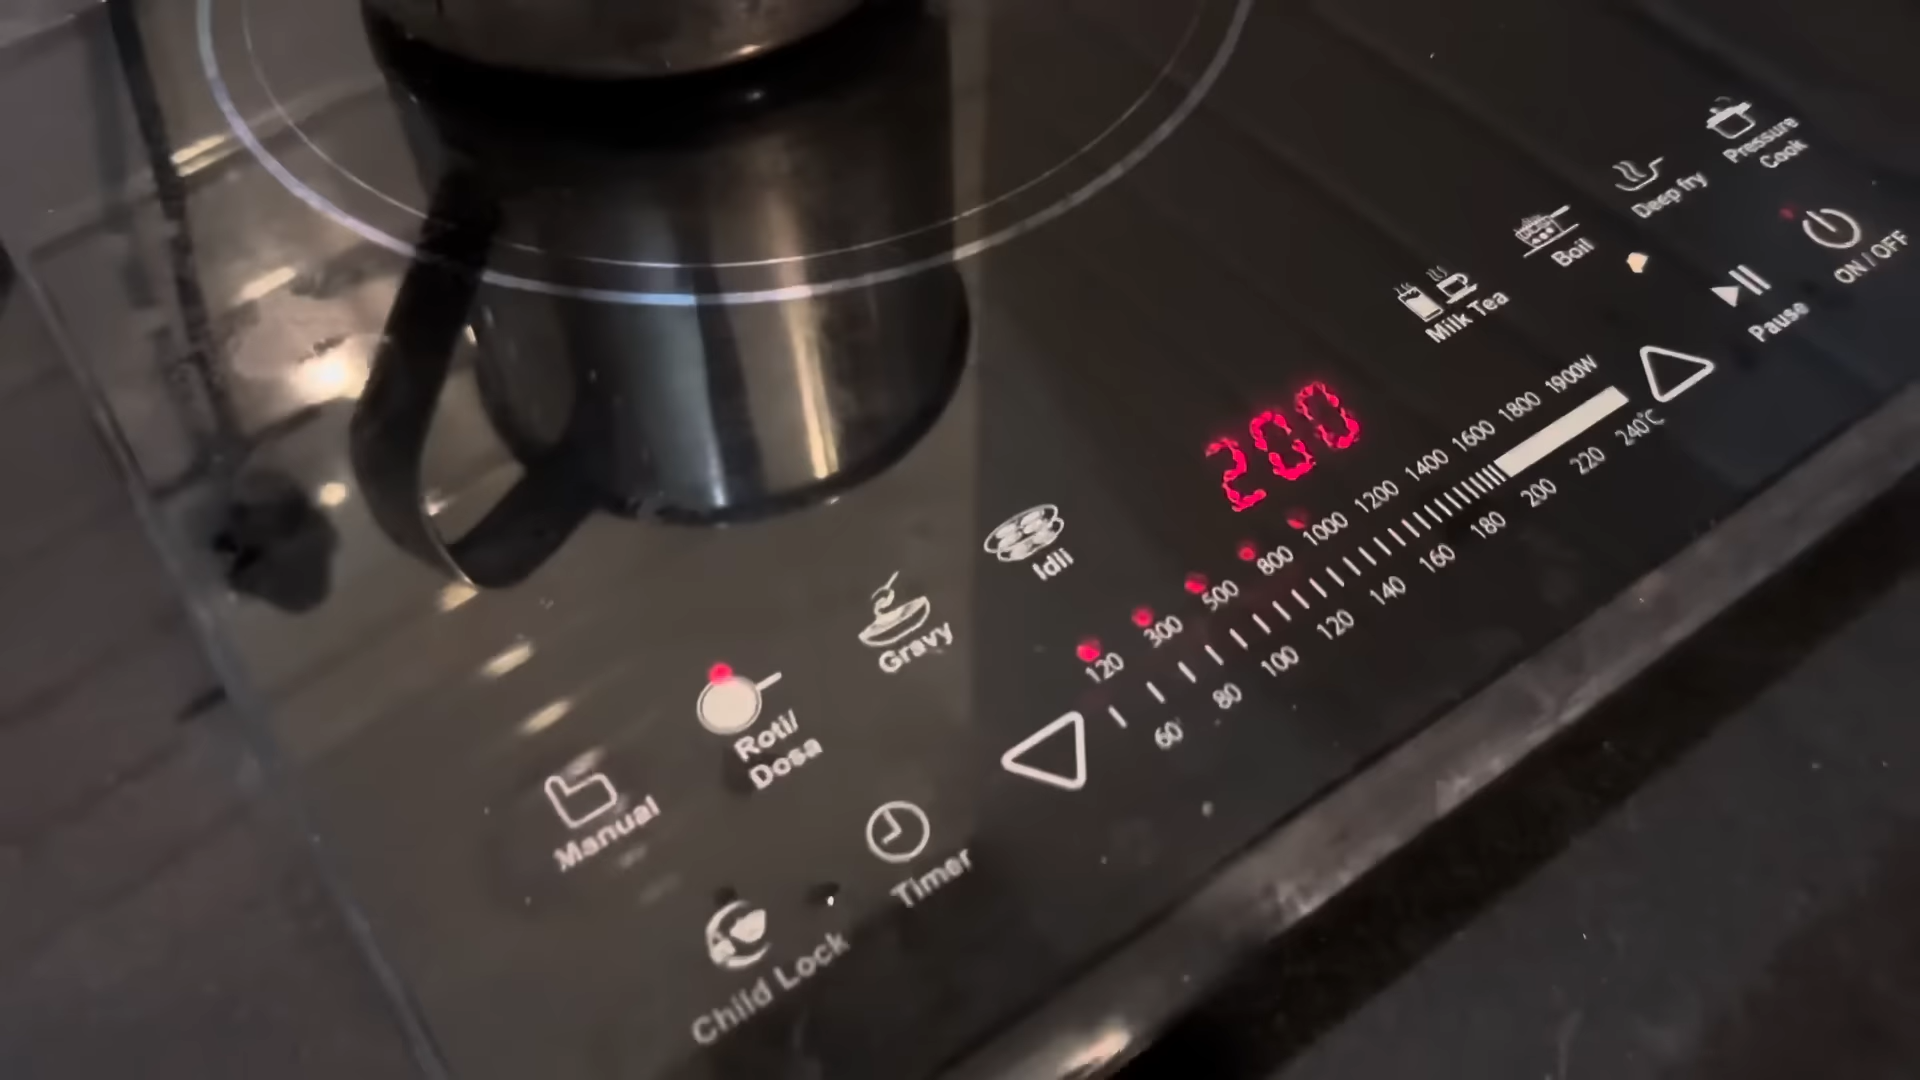 Pressure
Cook
Deep fry
Boil
Milk Tea
ON / OFF
Pause
200
120 300 500 800 1000 1200 1400 1600 1800 1900W
60 80 100 120 140 160 180 200 220 240°C
Idli
Gravy
Roti/
Dosa
Manual
Timer
Child Lock